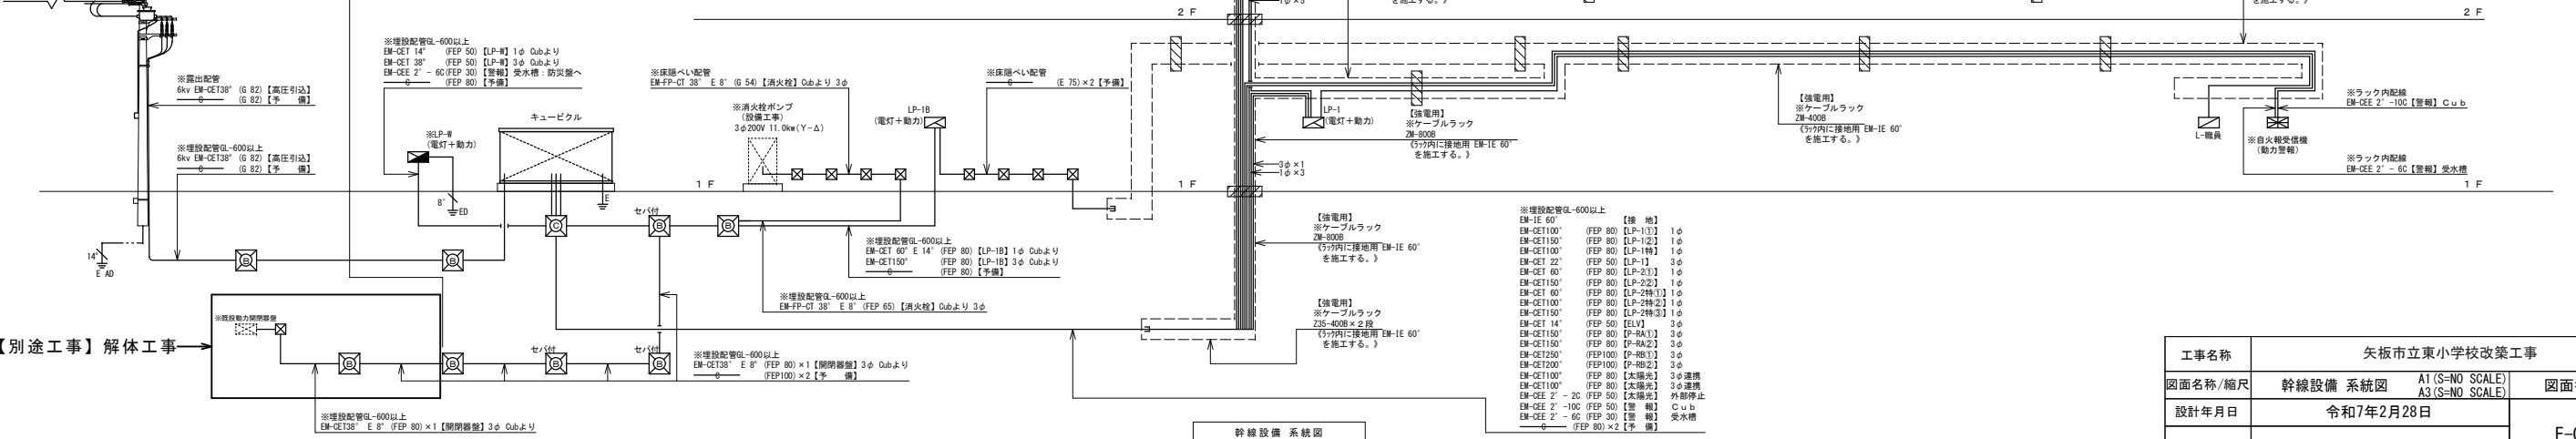 ２Ｆ
２Ｆ
１φ×5
を施工する。》
を施工する。》
※露出配管
6kv EM-CET38° (G 82)【高圧引込】
(G 82)【予　備】
※埋設配管GL-600以上
6kv EM-CET38° (G 82)【高圧引込】
(G 82)【予　備】
14°
E AD
※埋設配管GL-600以上
EM-CET 14° (FEP 50)【LP-W】1φ Cubより
EM-CET 38° (FEP 50)【LP-W】3φ Cubより
EM-CEE 2° - 6C(FEP 30)【警報】受水槽：防災盤へ
(FEP 80)【予備】
※LP-W
(電灯＋動力)
8°
ED
キュービクル
E
※床隠ぺい配管
EM-FP-CT 38° E 8° (G 54)【消火栓】Cubより 3φ
※消火栓ポンプ
(設備工事)
3φ200V 11.0kw(Y-Δ)
LP-1B
(電灯＋動力)
※床隠ぺい配管
(E 75)×2【予備】
１Ｆ
１Ｆ
１Ｆ
LP-1
(電灯＋動力)
【強電用】
※ケーブルラック
ZM-800B
《ラック内に接地用 EM-IE 60°
を施工する。》
3φ×1
1φ×3
【強電用】
※ケーブルラック
ZM-400B
《ラック内に接地用 EM-IE 60°
を施工する。》
L-職員
※自火報受信機
(動力警報)
※ラック内配線
EM-CEE 2° -10C【警報】Ｃｕｂ
※ラック内配線
EM-CEE 2° - 6C【警報】受水槽
C
セパ付
B
B
B
B
※埋設配管GL-600以上
EM-CET 60° E 14° (FEP 80)【LP-1B】1φ Cubより
EM-CET150° (FEP 80)【LP-1B】3φ Cubより
(FEP 80)【予備】
※埋設配管GL-600以上
EM-FP-CT 38° E 8° (FEP 65)【消火栓】Cubより 3φ
【強電用】
※ケーブルラック
ZM-800B
《ラック内に接地用 EM-IE 60°
を施工する。》
【強電用】
※ケーブルラック
Z35-400B×２段
《ラック内に接地用 EM-IE 60°
を施工する。》
※埋設配管GL-600以上
EM-IE 60° 【接　地】
EM-CET100° (FEP 80)【LP-1①】 1φ
EM-CET150° (FEP 80)【LP-1②】 1φ
EM-CET100° (FEP 80)【LP-1特】 1φ
EM-CET 22° (FEP 50)【LP-1】 3φ
EM-CET 60° (FEP 80)【LP-2①】 1φ
EM-CET150° (FEP 80)【LP-2②】 1φ
EM-CET 60° (FEP 80)【LP-2特①】1φ
EM-CET100° (FEP 80)【LP-2特②】1φ
EM-CET150° (FEP 80)【LP-2特③】1φ
EM-CET 14° (FEP 50)【ELV】 3φ
EM-CET150° (FEP 80)【P-RA①】 3φ
EM-CET150° (FEP 80)【P-RA②】 3φ
EM-CET250° (FEP100)【P-RB①】 3φ
EM-CET200° (FEP100)【P-RB②】 3φ
EM-CET100° (FEP 80)【太陽光】 3φ連携
EM-CET100° (FEP 80)【太陽光】 3φ連携
EM-CEE 2° - 2C (FEP 50)【太陽光】 外部停止
EM-CEE 2° -10C (FEP 50)【警　報】 Ｃｕｂ
EM-CEE 2° - 6C (FEP 30)【警　報】 受水槽
(FEP 80)×2【予　備】
【別途工事】解体工事
※既設動力開閉器盤
B
B
セパ付
B
セパ付
B
※埋設配管GL-600以上
EM-CET38° E 8° (FEP 80)×1【開閉器盤】3φ Cubより
(FEP100)×2【予　備】
※埋設配管GL-600以上
EM-CET38° E 8° (FEP 80)×1【開閉器盤】3φ Cubより
幹線設備 系統図
工事名称
矢板市立東小学校改築工事
図面名称/縮尺
幹線設備 系統図
A1(S=NO SCALE)
A3(S=NO SCALE)
図面
設計年月日
令和7年2月28日